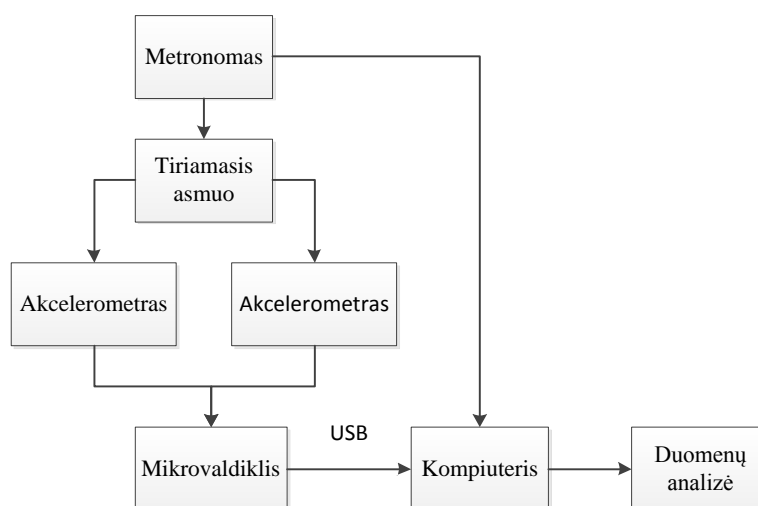 Metronomas
Tiriamasis
asmuo
Akcelerometras
Akcelerometras
USB
Mikrovaldiklis
Kompiuteris
Duomenų
analizė